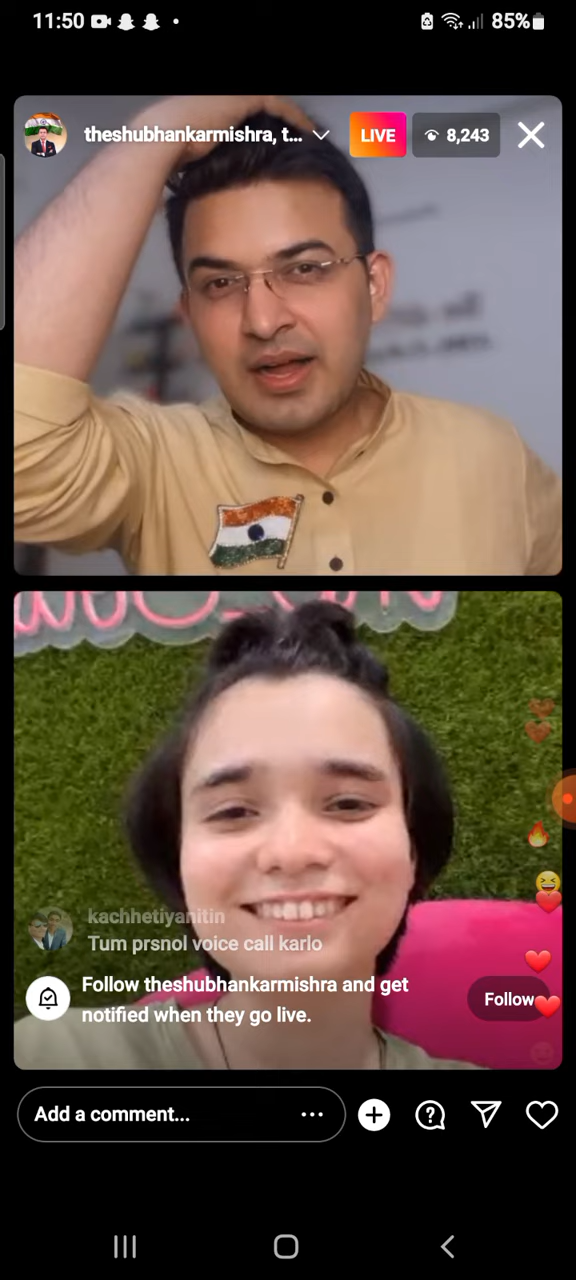 11:50
85%
theshubhankarmishra, t...
LIVE
8,243
kachhetiyanitin
Tum prsnol voice call karlo
Follow theshubhankarmishra and get
notified when they go live.
Follow
Add a comment...